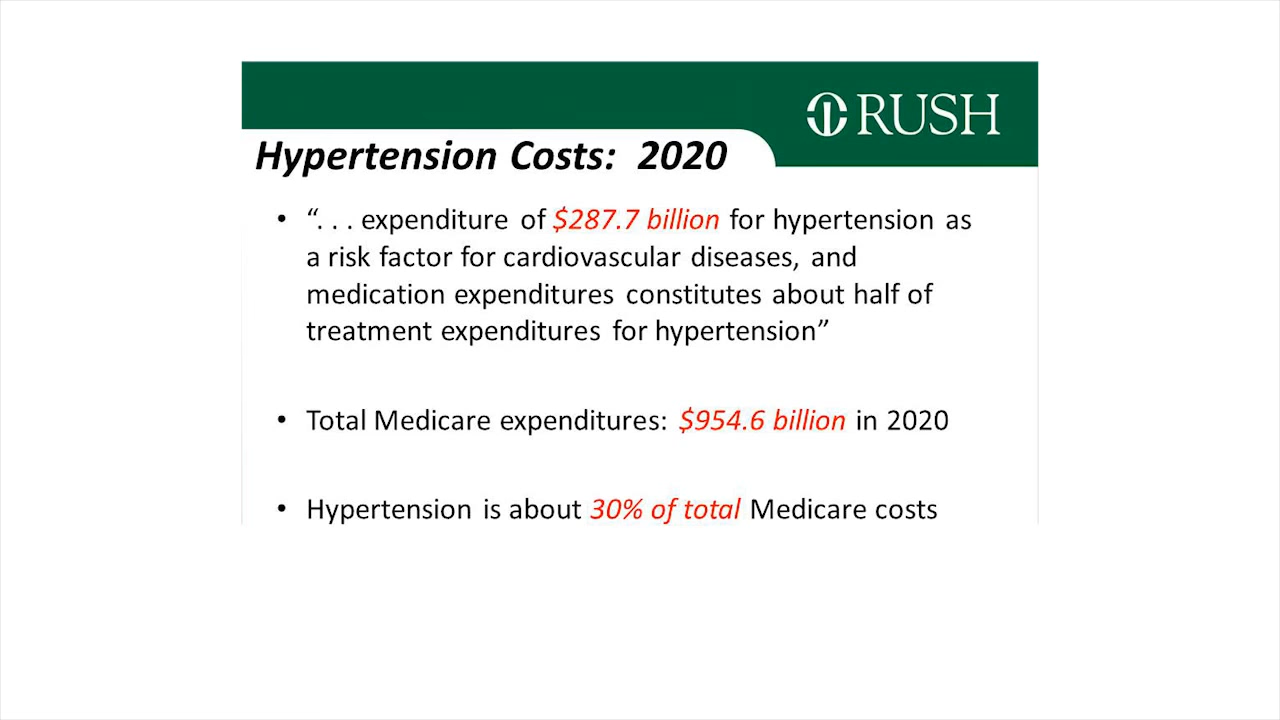 RUSH
Hypertension Costs: 2020
• “. . . expenditure of $287.7 billion for hypertension as
a risk factor for cardiovascular diseases, and
medication expenditures constitutes about half of
treatment expenditures for hypertension”
• Total Medicare expenditures: $954.6 billion in 2020
• Hypertension is about 30% of total Medicare costs